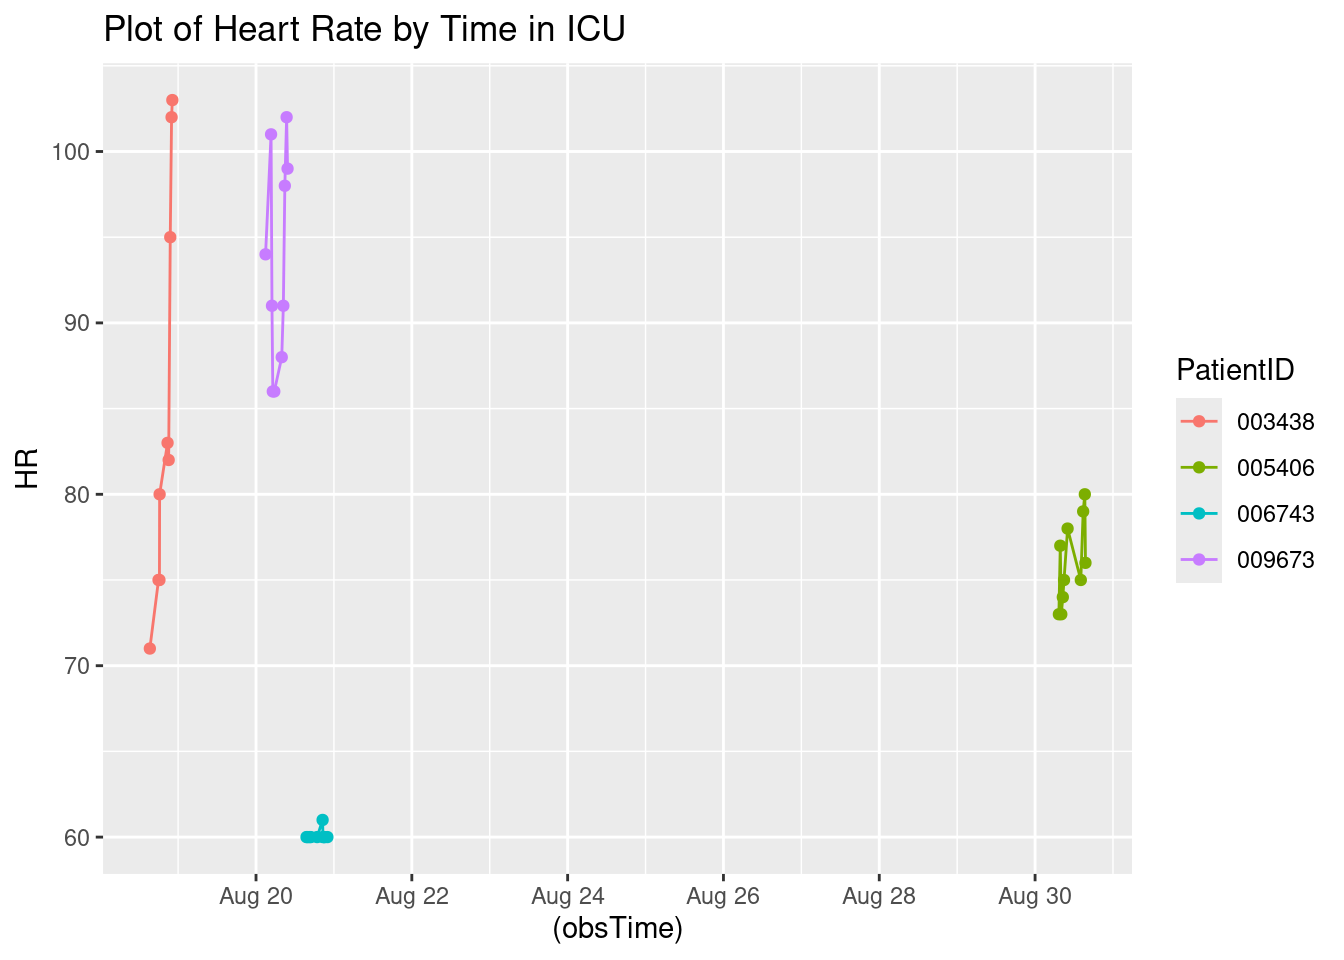 Plot of Heart Rate by Time in ICU
HR
100
90
80
70
60
Aug 20 Aug 22 Aug 24 Aug 26 Aug 28 Aug 30
(obsTime)
PatientID
003438
005406
006743
009673